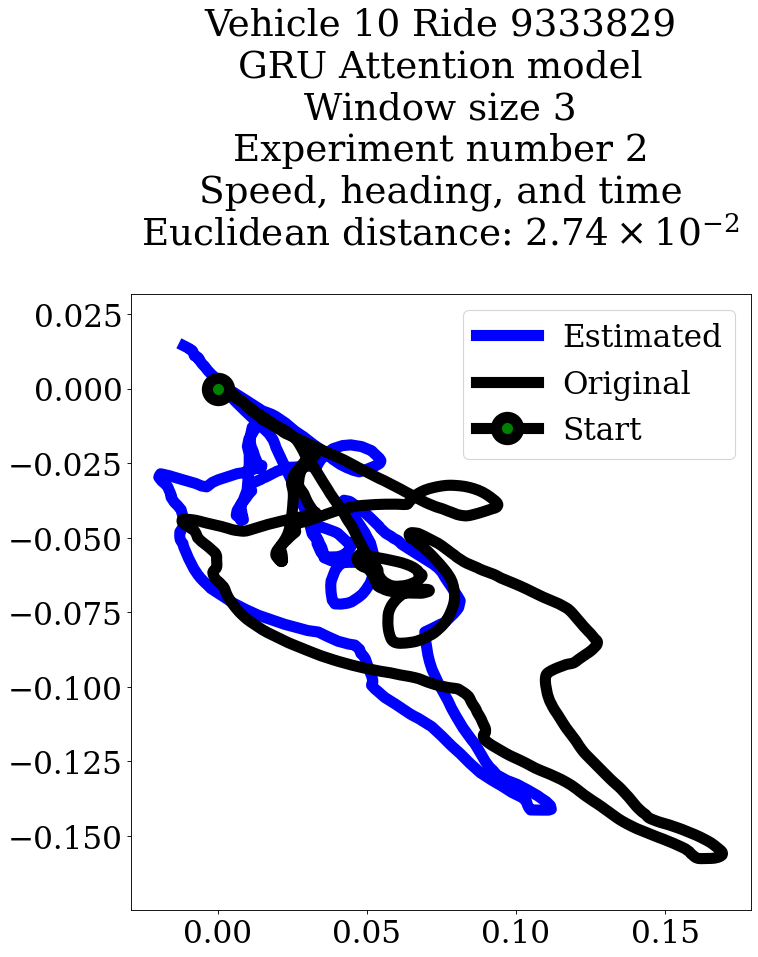 Vehicle 10 Ride 9333829
GRU Attention model
Window size 3
Experiment number 2
Speed, heading, and time
Euclidean distance: 2.74 × 10⁻²
Estimated
Original
Start
0.025
0.000
−0.025
−0.050
−0.075
−0.100
−0.125
−0.150
0.00 0.05 0.10 0.15